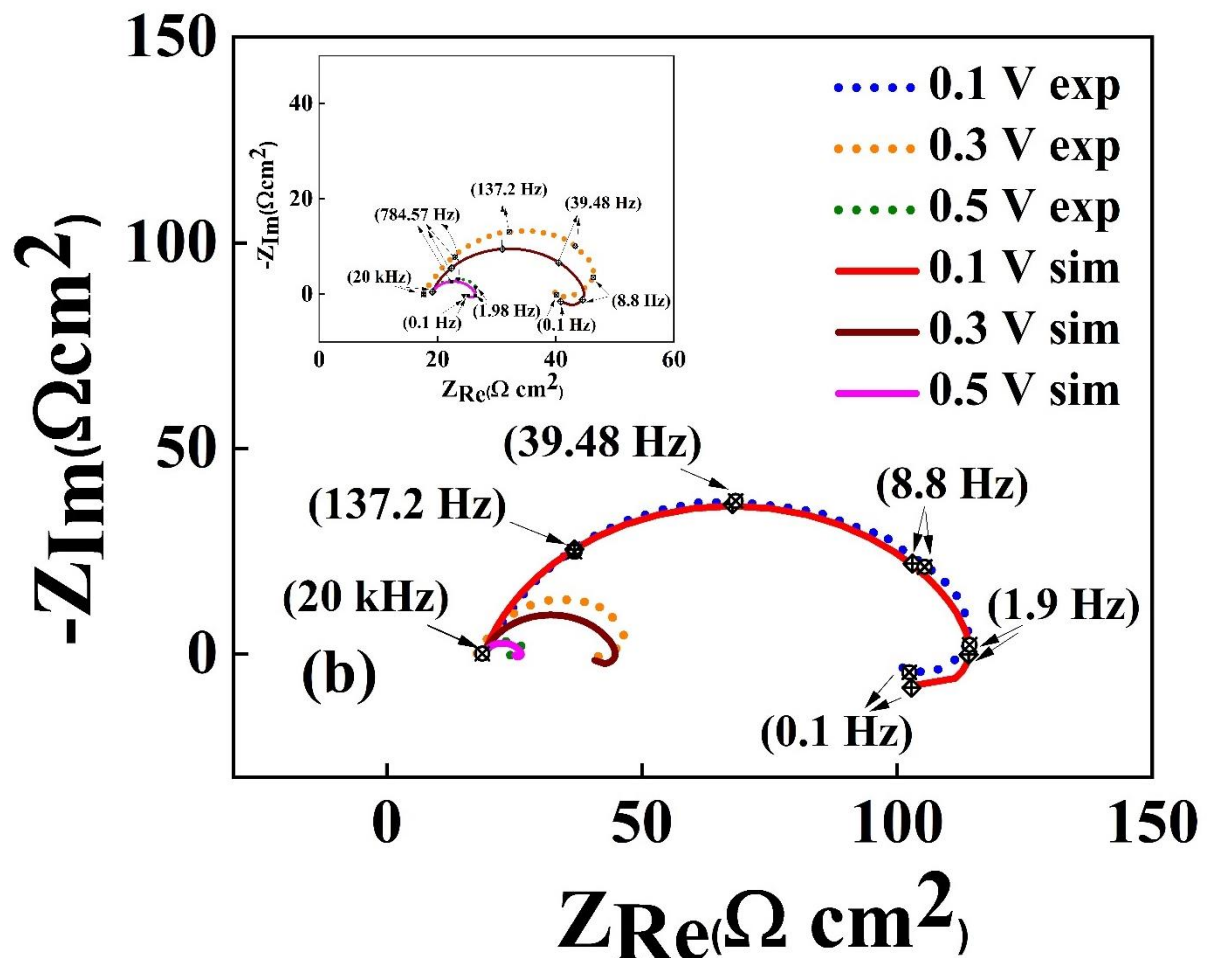 150
100
50
0
-ZIm(Ωcm2)
40
20
0
-ZIm(Ωcm2)
(784.57 Hz)
(137.2 Hz)
(39.48 Hz)
(20 kHz)
(0.1 Hz)
(1.98 Hz)
(0.1 Hz)
(8.8 Hz)
0 20 40 60
ZRe(Ω cm2)
0.1 V exp
0.3 V exp
0.5 V exp
0.1 V sim
0.3 V sim
0.5 V sim
(39.48 Hz)
(137.2 Hz)
(8.8 Hz)
(20 kHz)
(1.9 Hz)
(b)
(0.1 Hz)
0 50 100 150
ZRe(Ω cm2)